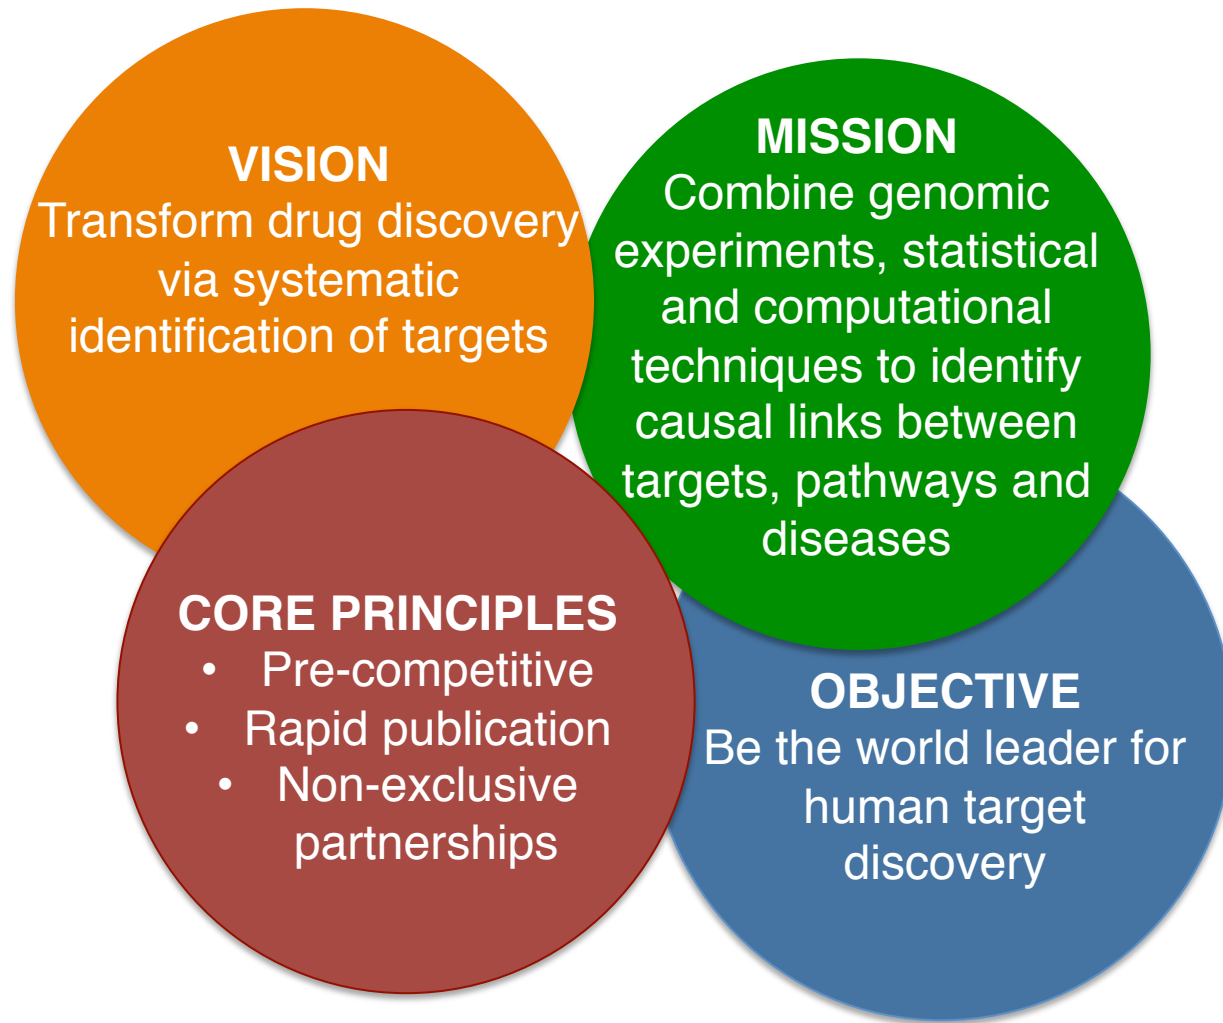 VISION
Transform drug discovery
via systematic
identification of targets
MISSION
Combine genomic
experiments, statistical
and computational
techniques to identify
causal links between
targets, pathways and
diseases
CORE PRINCIPLES
• Pre-competitive
• Rapid publication
• Non-exclusive
partnerships
OBJECTIVE
Be the world leader for
human target
discovery